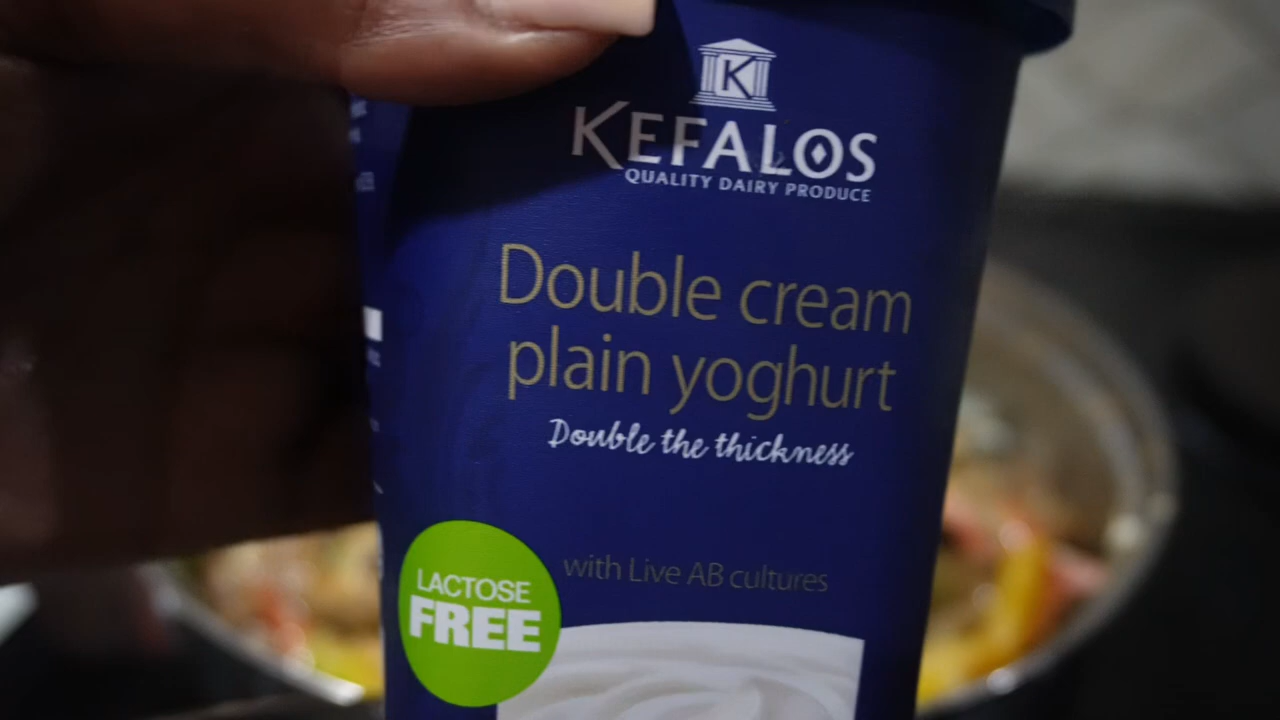 K
KEFALOS
QUALITY DAIRY PRODUCE
Double cream
plain yoghurt
Double the thickness
with Live AB cultures
LACTOSE
FREE